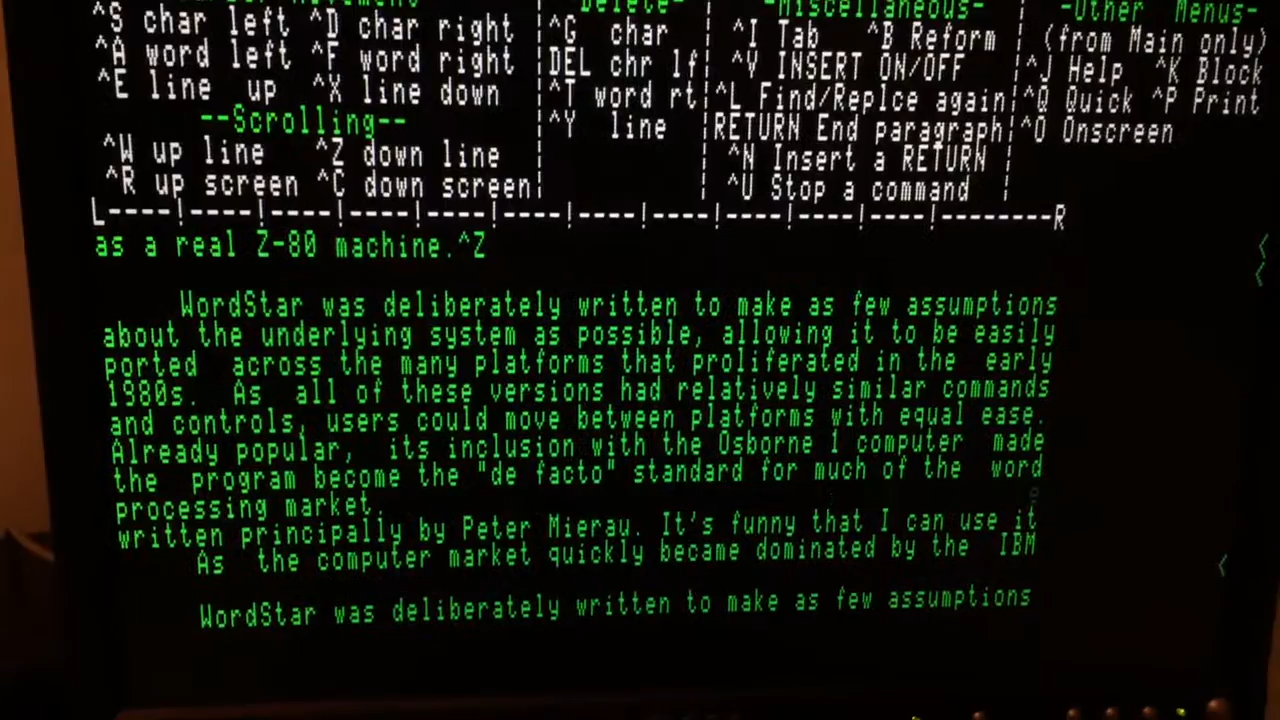 -Delete- -Miscellaneous- -Other Menus-
^S char left ^D char right ^G char ^I Tab ^B Reform (from Main only)
^A word left ^F word right DEL chr lf ^V INSERT ON/OFF ^J Help ^K Block
^E line up ^X line down ^T word rt ^L Find/Replce again ^Q Quick ^P Print
--Scrolling-- ^Y line RETURN End paragraph ^O Onscreen
^W up line ^Z down line ^N Insert a RETURN
^R up screen ^C down screen ^U Stop a command
L----!----!----!----!----!----!----!----!----!----!----!--------R
as a real Z-80 machine.^Z
WordStar was deliberately written to make as few assumptions
about the underlying system as possible, allowing it to be easily
ported across the many platforms that proliferated in the early
1980s. As all of these versions had relatively similar commands
and controls, users could move between platforms with equal ease.
Already popular, its inclusion with the Osborne 1 computer made
the program become the "de facto" standard for much of the word
processing market.
written principally by Peter Mierau. It's funny that I can use it
As the computer market quickly became dominated by the IBM
WordStar was deliberately written to make as few assumptions